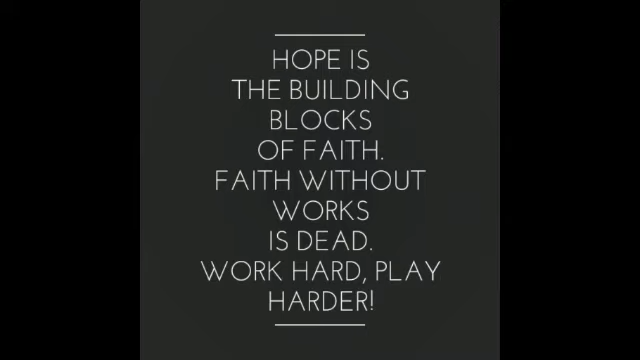 HOPE IS
THE BUILDING
BLOCKS
OF FAITH.
FAITH WITHOUT
WORKS
IS DEAD.
WORK HARD, PLAY
HARDER!